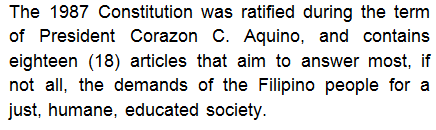 The 1987 Constitution was ratified during the term
of President Corazon C. Aquino, and contains
eighteen (18) articles that aim to answer most, if
not all, the demands of the Filipino people for a
just, humane, educated society.